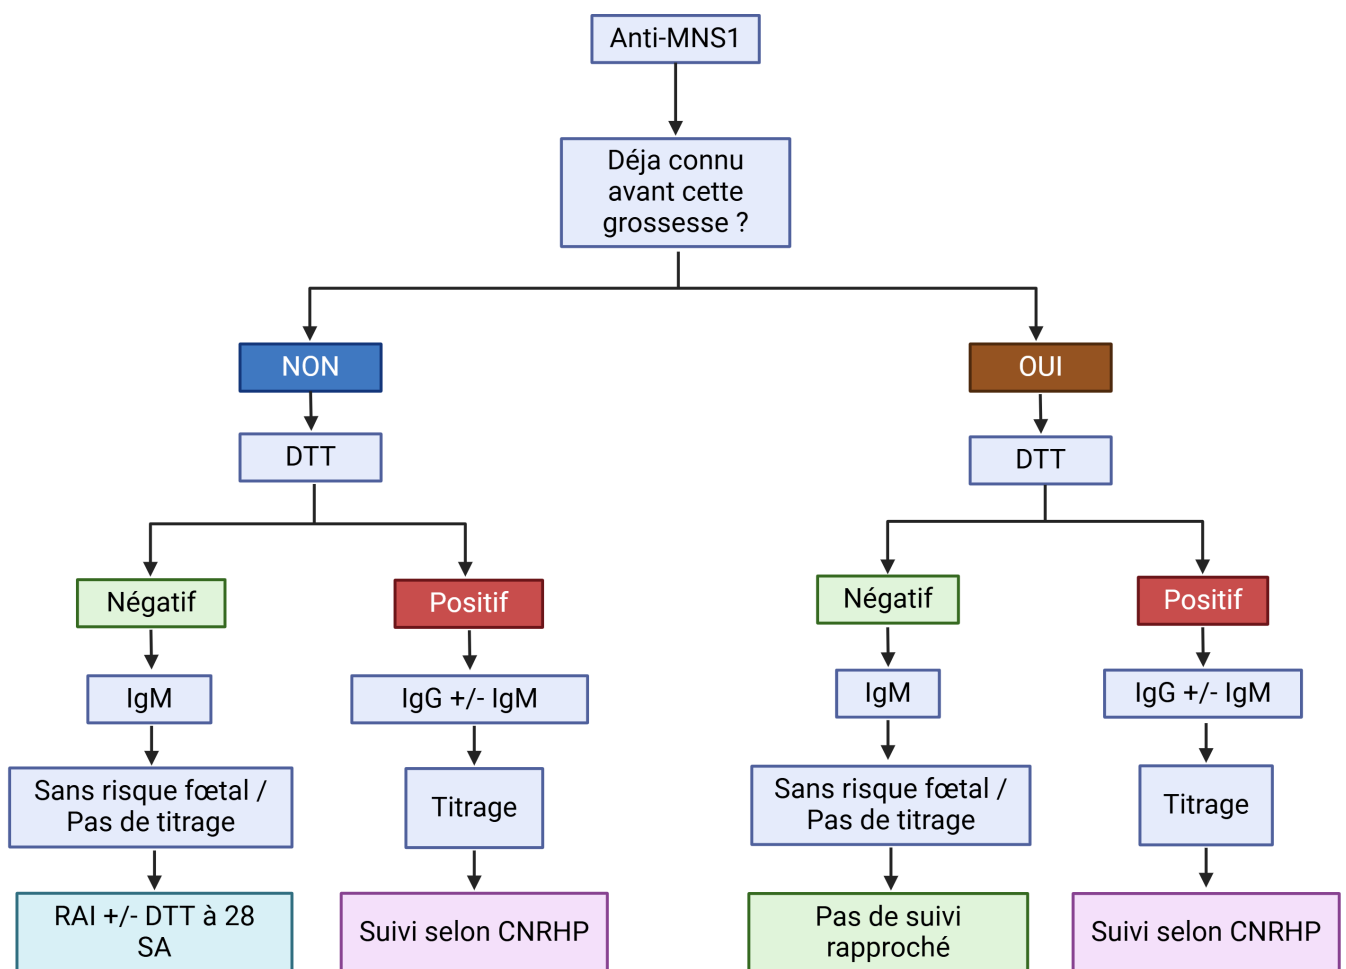 Anti-MNS1
Déja connu
avant cette
grossesse ?
NON
OUI
DTT
DTT
Négatif
Positif
Négatif
Positif
IgM
IgG +/- IgM
IgM
IgG +/- IgM
Sans risque fœtal /
Pas de titrage
Titrage
Sans risque fœtal /
Pas de titrage
Titrage
RAI +/- DTT à 28
SA
Suivi selon CNRHP
Pas de suivi
rapproché
Suivi selon CNRHP